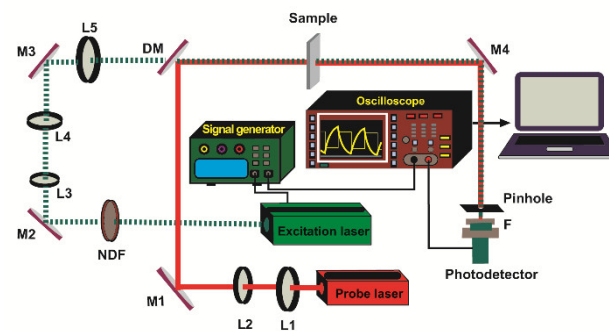 L5
M3
DM
Sample
M4
Oscilloscope
Signal generator
L4
L3
Pinhole
F
M2
NDF
Excitation laser
Photodetector
M1
L2
L1
Probe laser